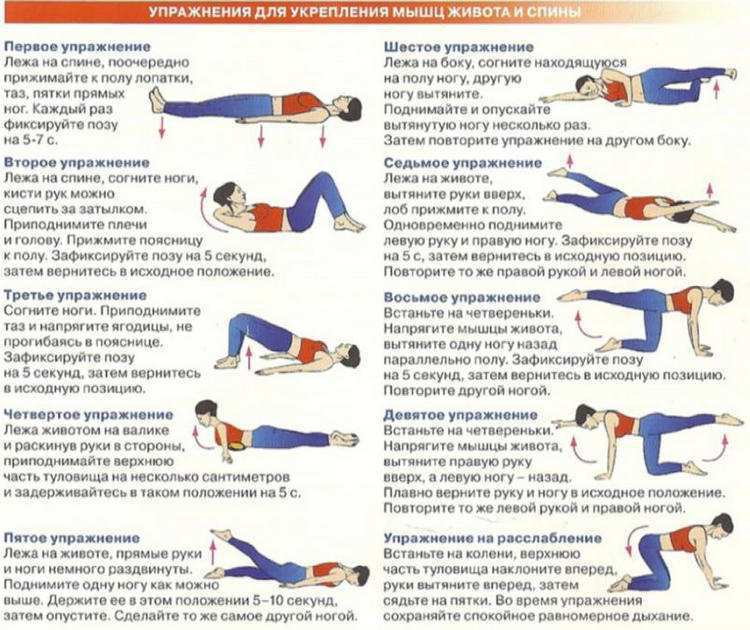 УПРАЖНЕНИЯ ДЛЯ УКРЕПЛЕНИЯ МЫШЦ ЖИВОТА И СПИНЫ
Первое упражнение
Лежа на спине, поочередно
прижимайте к полу лопатки,
таз, пятки прямых
ног. Каждый раз
фиксируйте позу
на 5-7 с.
Второе упражнение
Лежа на спине, согните ноги,
кисти рук можно
сцепить за затылком.
Приподнимите плечи
и голову. Прижмите поясницу
к полу. Зафиксируйте позу на 5 секунд,
затем вернитесь в исходное положение.
Третье упражнение
Согните ноги. Приподнимите
таз и напрягите ягодицы, не
прогибаясь в пояснице.
Зафиксируйте позу
на 5 секунд, затем вернитесь
в исходную позицию.
Четвертое упражнение
Лежа животом на валике
и раскинув руки в стороны,
приподнимайте верхнюю
часть туловища на несколько сантиметров
и задерживайтесь в таком положении на 5 с.
Пятое упражнение
Лежа на животе, прямые руки
и ноги немного раздвинуты.
Поднимите одну ногу как можно
выше. Держите ее в этом положении 5–10 секунд,
затем опустите. Сделайте то же самое другой ногой.
Шестое упражнение
Лежа на боку, согните находящуюся
на полу ногу, другую
ногу вытяните.
Поднимайте и опускайте
вытянутую ногу несколько раз.
Затем повторите упражнение на другом боку.
Седьмое упражнение
Лежа на животе,
вытяните руки вверх,
лоб прижмите к полу.
Одновременно поднимите
левую руку и правую ногу. Зафиксируйте позу
на 5 с, затем вернитесь в исходную позицию.
Повторите то же правой рукой и левой ногой.
Восьмое упражнение
Встаньте на четвереньки.
Напрягите мышцы живота,
вытяните одну ногу назад
параллельно полу. Зафиксируйте позу
на 5 секунд, затем вернитесь в исходную позицию.
Повторите другой ногой.
Девятое упражнение
Встаньте на четвереньки.
Напрягите мышцы живота,
вытяните правую руку
вверх, а левую ногу – назад.
Плавно верните руку и ногу в исходное положение.
Повторите то же левой рукой и правой ногой.
Упражнение на расслабление
Встаньте на колени, верхнюю
часть туловища наклоните вперед,
руки вытяните вперед, затем
сядьте на пятки. Во время упражнения
сохраняйте спокойное равномерное дыхание.